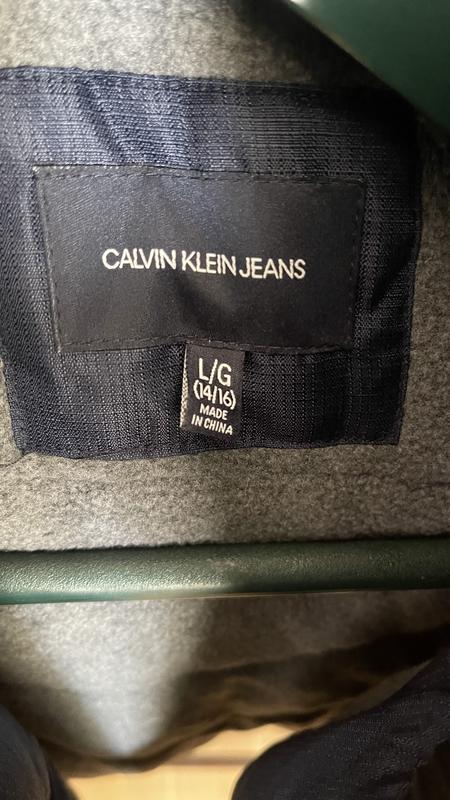 CALVIN KLEIN JEANS
L/G
(14/16)
MADE
IN CHINA